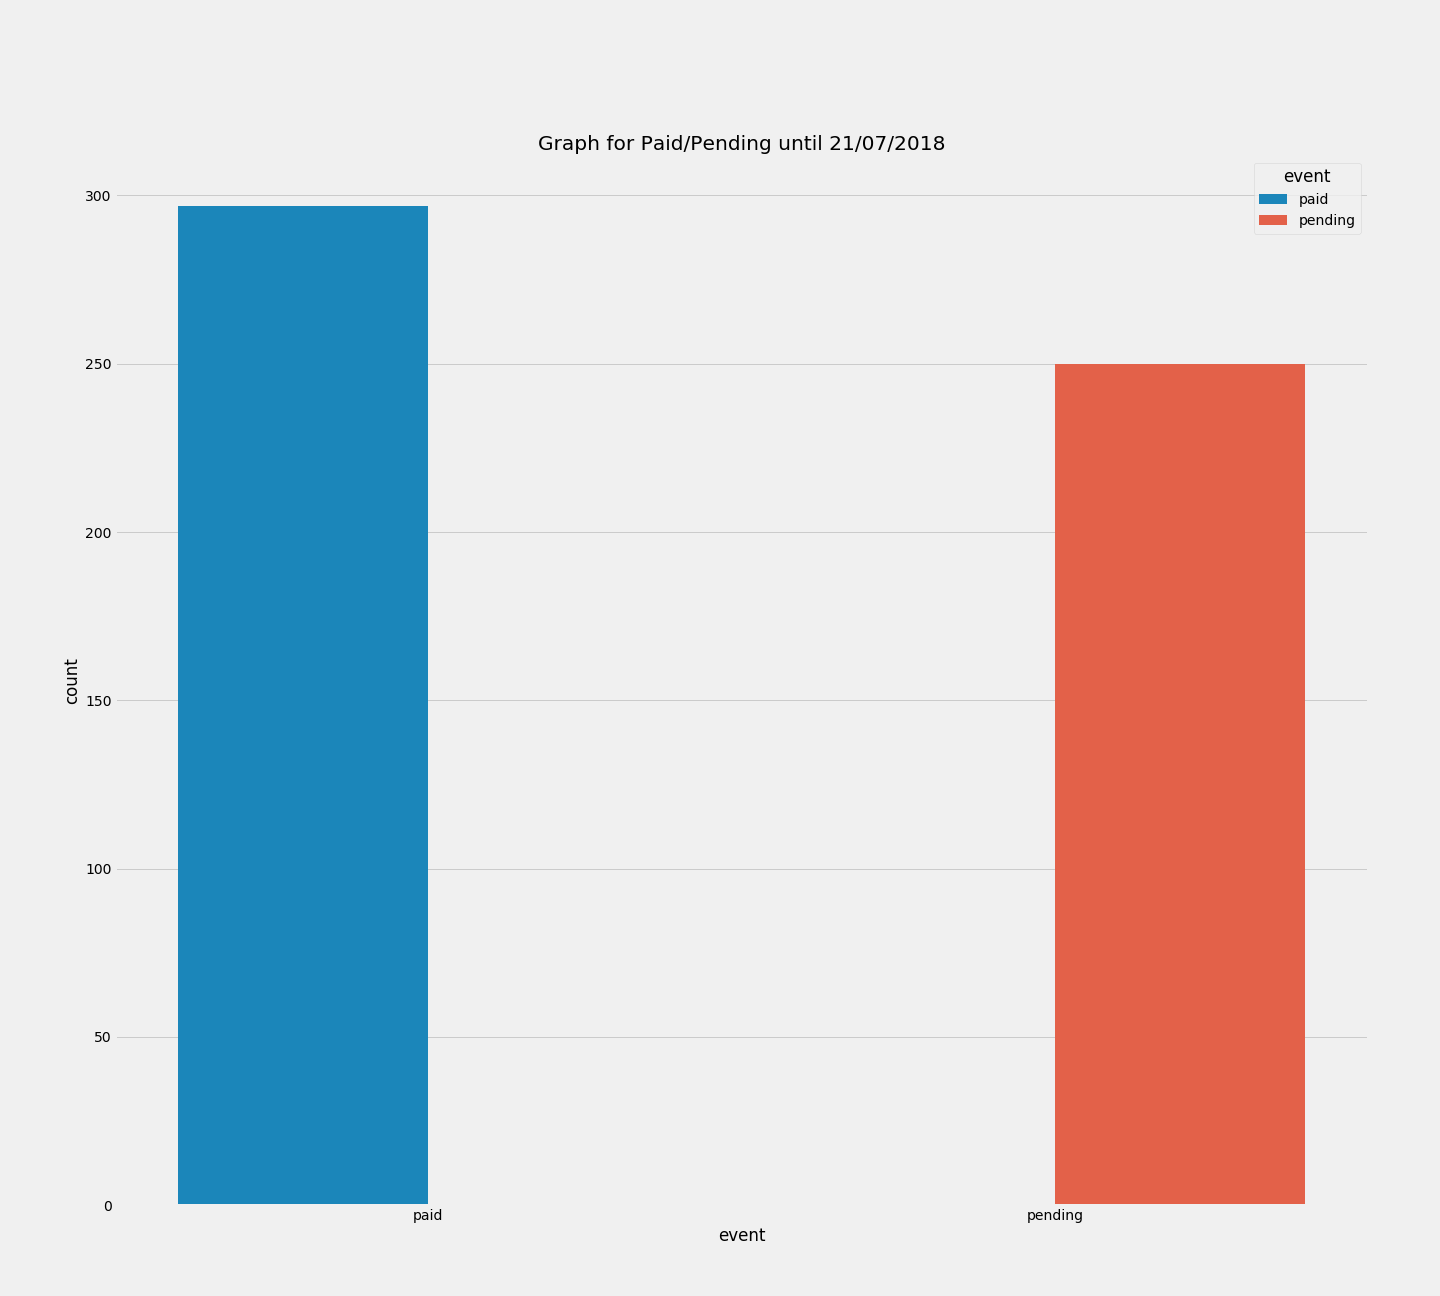 Graph for Paid/Pending until 21/07/2018
event
paid
pending
300
250
200
150
100
50
0
count
paid
pending
event